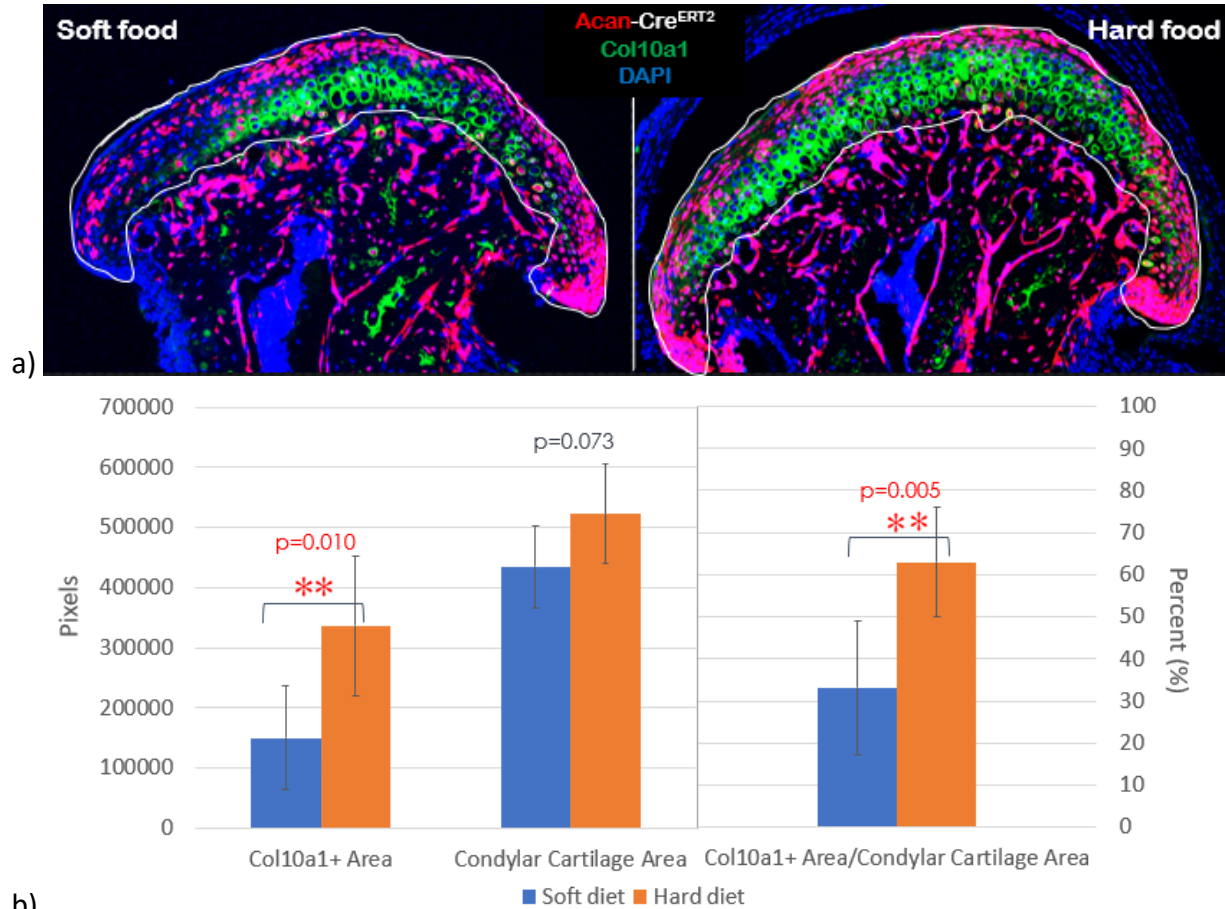 Soft food
Acan-Cre^ERT2
Col10a1
DAPI
Hard food
a)
700000
600000
500000
400000
300000
200000
100000
0
Pixels
p=0.010
**
p=0.073
p=0.005
**
100
90
80
70
60
50
40
30
20
10
0
Percent (%)
Col10a1+ Area
Condylar Cartilage Area
Col10a1+ Area/Condylar Cartilage Area
Soft diet
Hard diet
b)